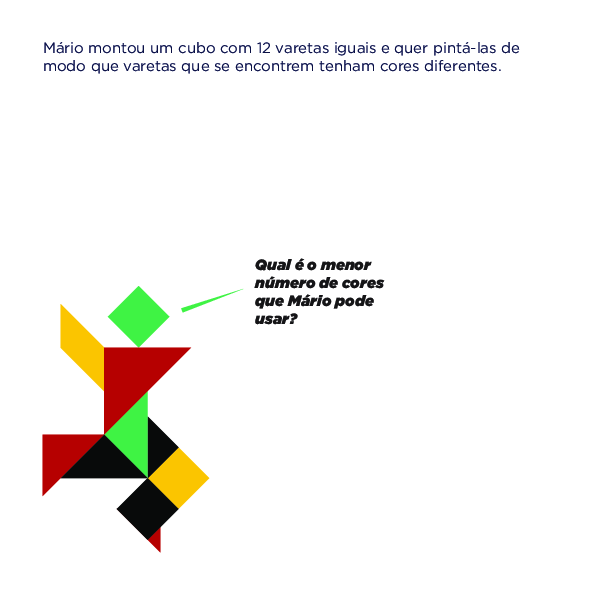 Mário montou um cubo com 12 varetas iguais e quer pintá-las de
modo que varetas que se encontrem tenham cores diferentes.
Qual é o menor
número de cores
que Mário pode
usar?